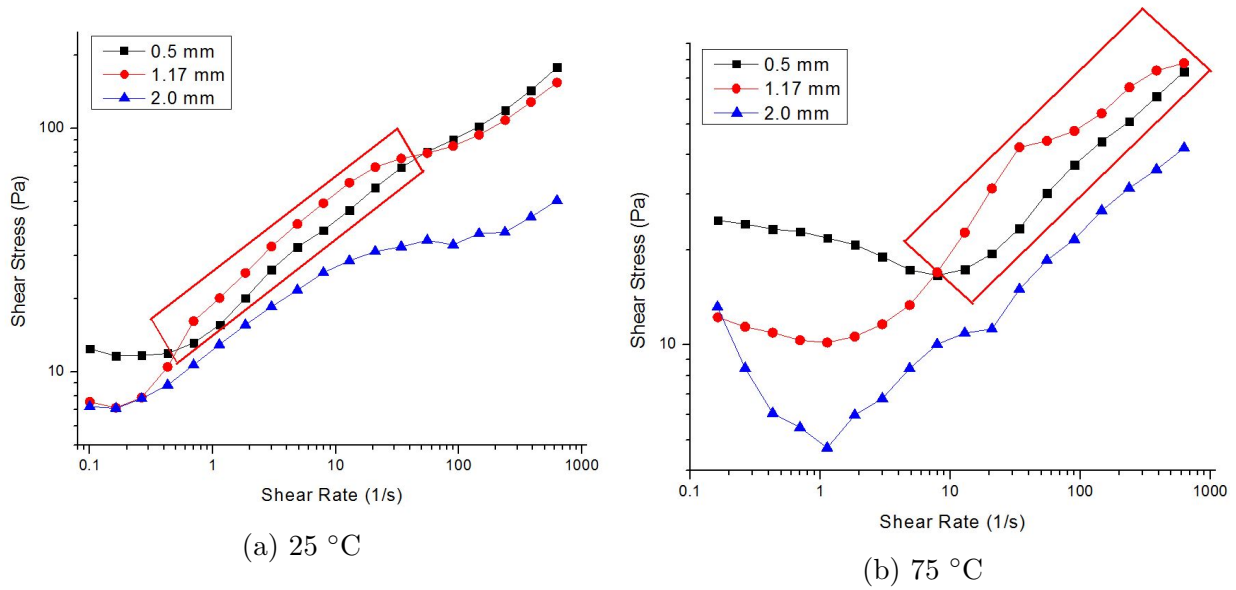 0.5 mm
1.17 mm
2.0 mm
Shear Stress (Pa)
100
10
0.1 1 10 100 1000
Shear Rate (1/s)
(a) 25 °C
0.5 mm
1.17 mm
2.0 mm
Shear Stress (Pa)
10
0.1 1 10 100 1000
Shear Rate (1/s)
(b) 75 °C